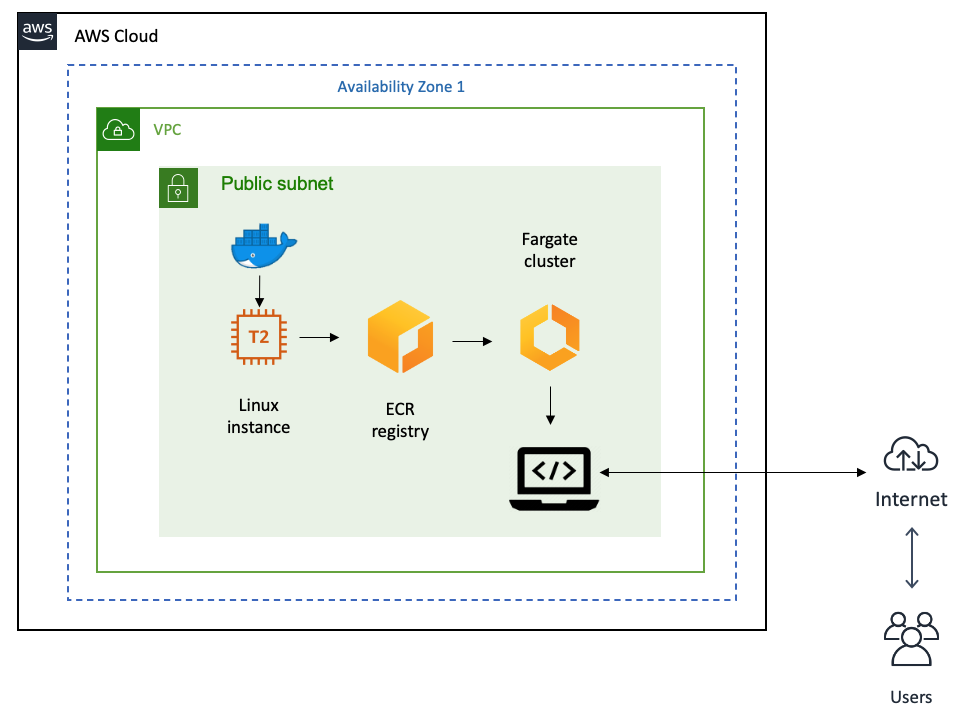 aws
AWS Cloud
Availability Zone 1
VPC
Public subnet
Fargate
cluster
T2
Linux
instance
ECR
registry
</>
Internet
Users